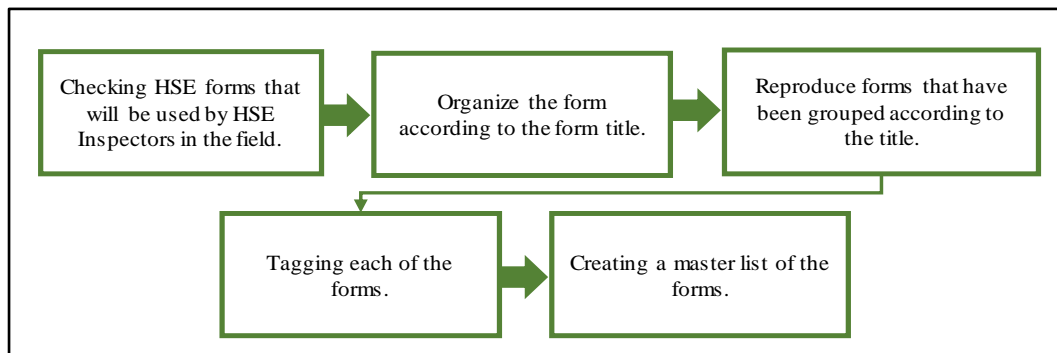 Checking HSE forms that
will be used by HSE
Inspectors in the field.
Organize the form
according to the form title.
Reproduce forms that have
been grouped according to
the title.
Tagging each of the
forms.
Creating a master list of the
forms.